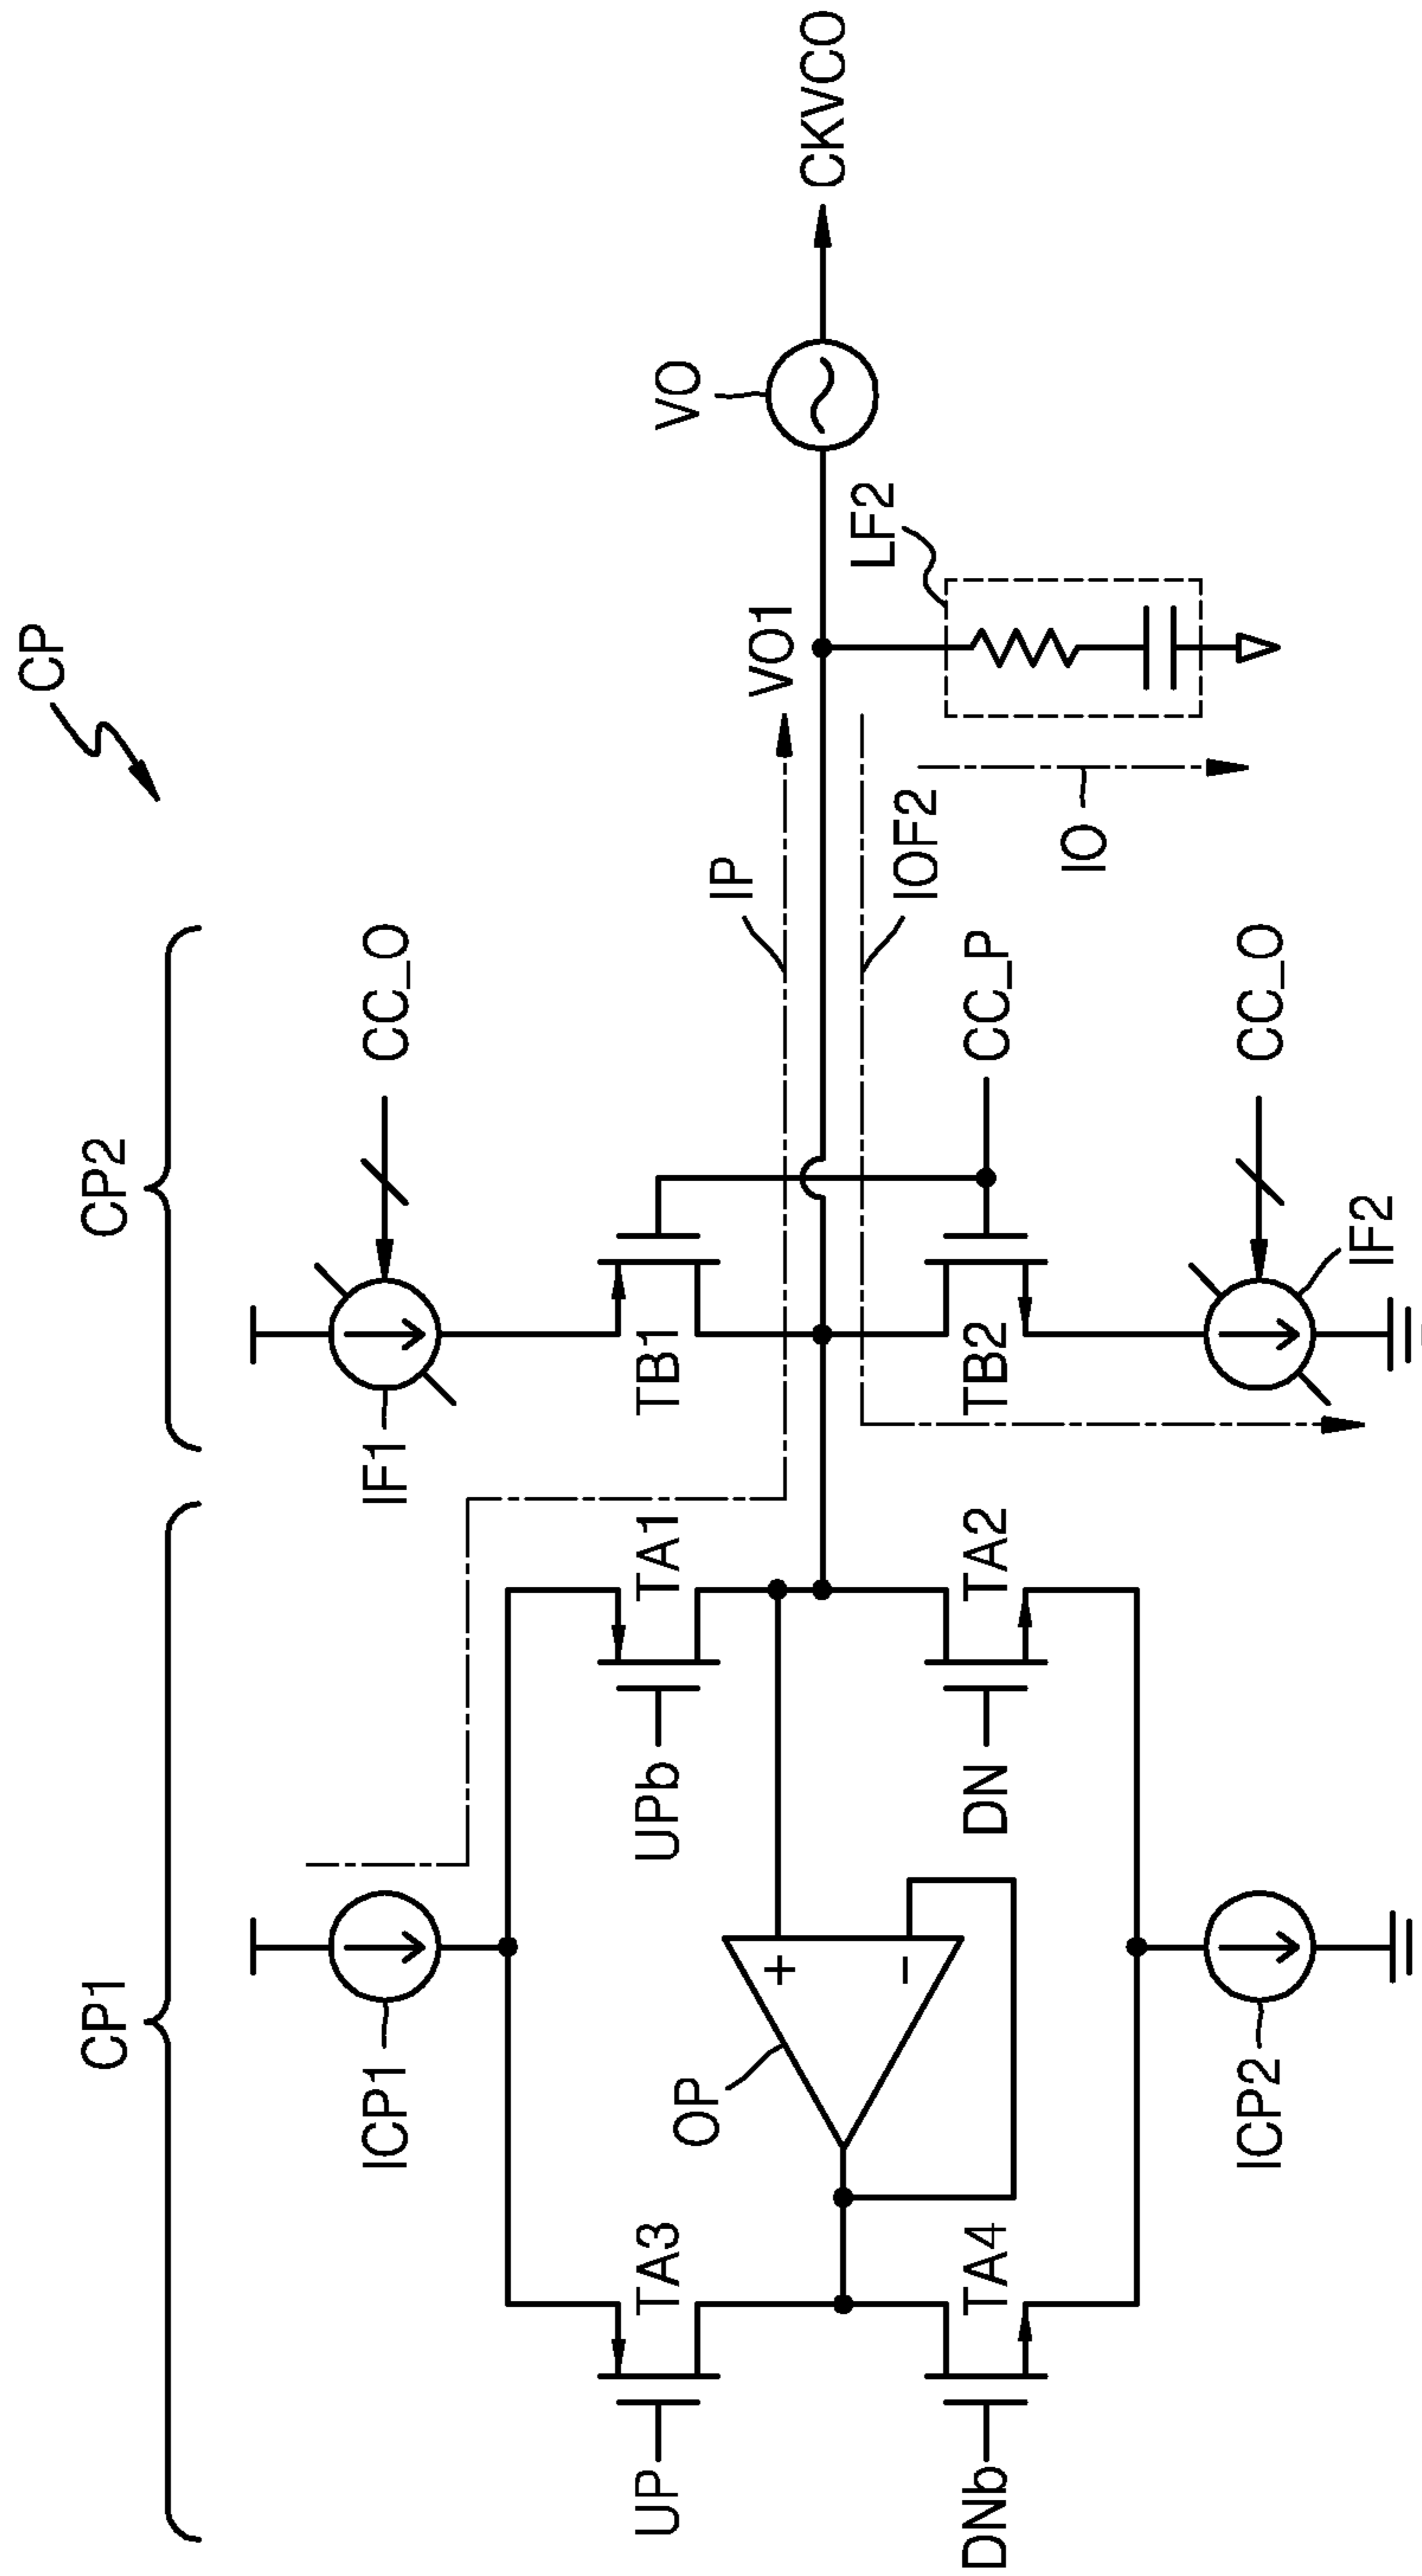 CP
CP1
CP2
ICP1
IF1
CC_O
UP
TA3
UPb
TA1
TB1
IP
VO1
VO
CKVCO
OP
+
−
LF2
IOF2
DNb
TA4
DN
TA2
TB2
CC_P
IO
ICP2
IF2
CC_O